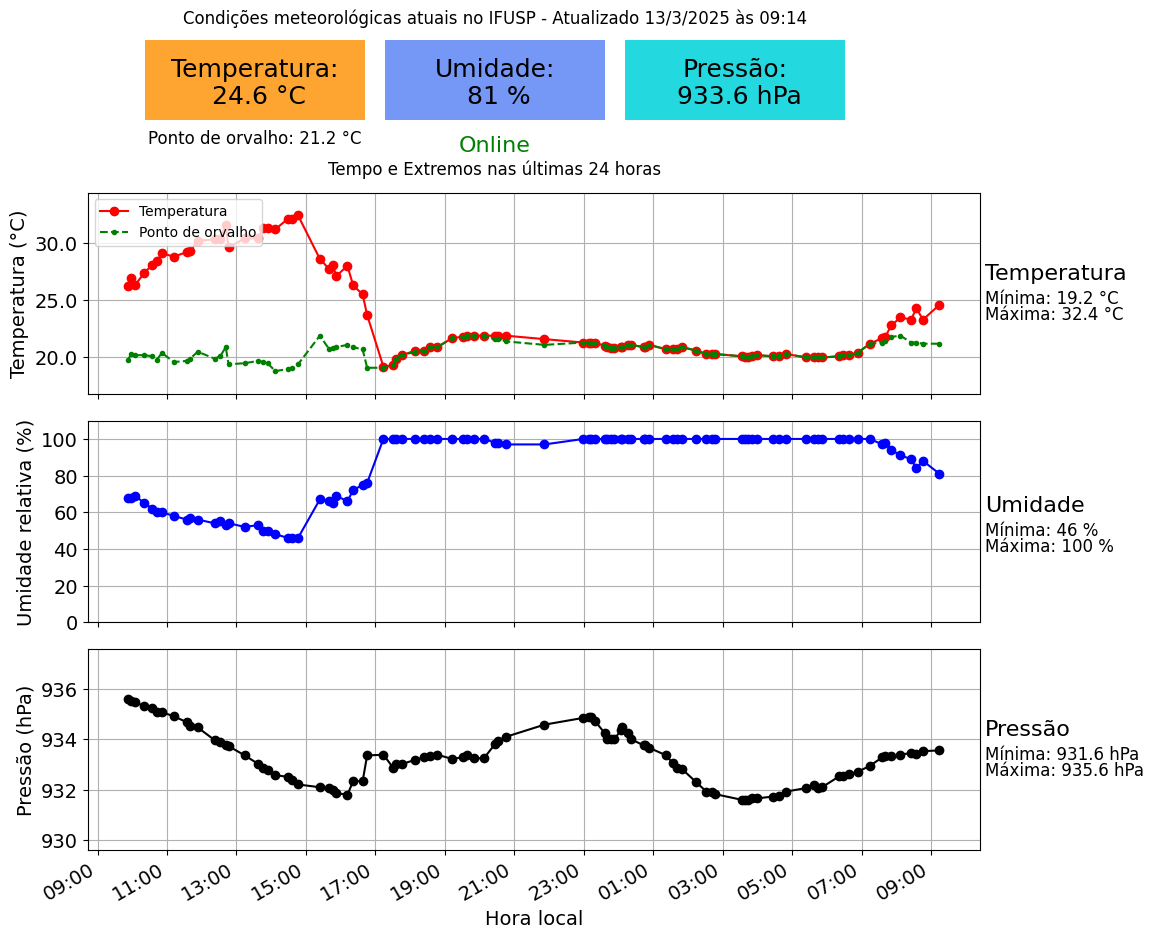 Condições meteorológicas atuais no IFUSP - Atualizado 13/3/2025 às 09:14
Temperatura:
24.6 °C
Umidade:
81 %
Pressão:
933.6 hPa
Ponto de orvalho: 21.2 °C
Online
Tempo e Extremos nas últimas 24 horas
Temperatura (°C)
30.0
25.0
20.0
Temperatura
Ponto de orvalho
Temperatura
Mínima: 19.2 °C
Máxima: 32.4 °C
Umidade relativa (%)
100
80
60
40
20
0
Umidade
Mínima: 46 %
Máxima: 100 %
Pressão (hPa)
936
934
932
930
Pressão
Mínima: 931.6 hPa
Máxima: 935.6 hPa
09:00
11:00
13:00
15:00
17:00
19:00
21:00
23:00
01:00
03:00
05:00
07:00
09:00
Hora local